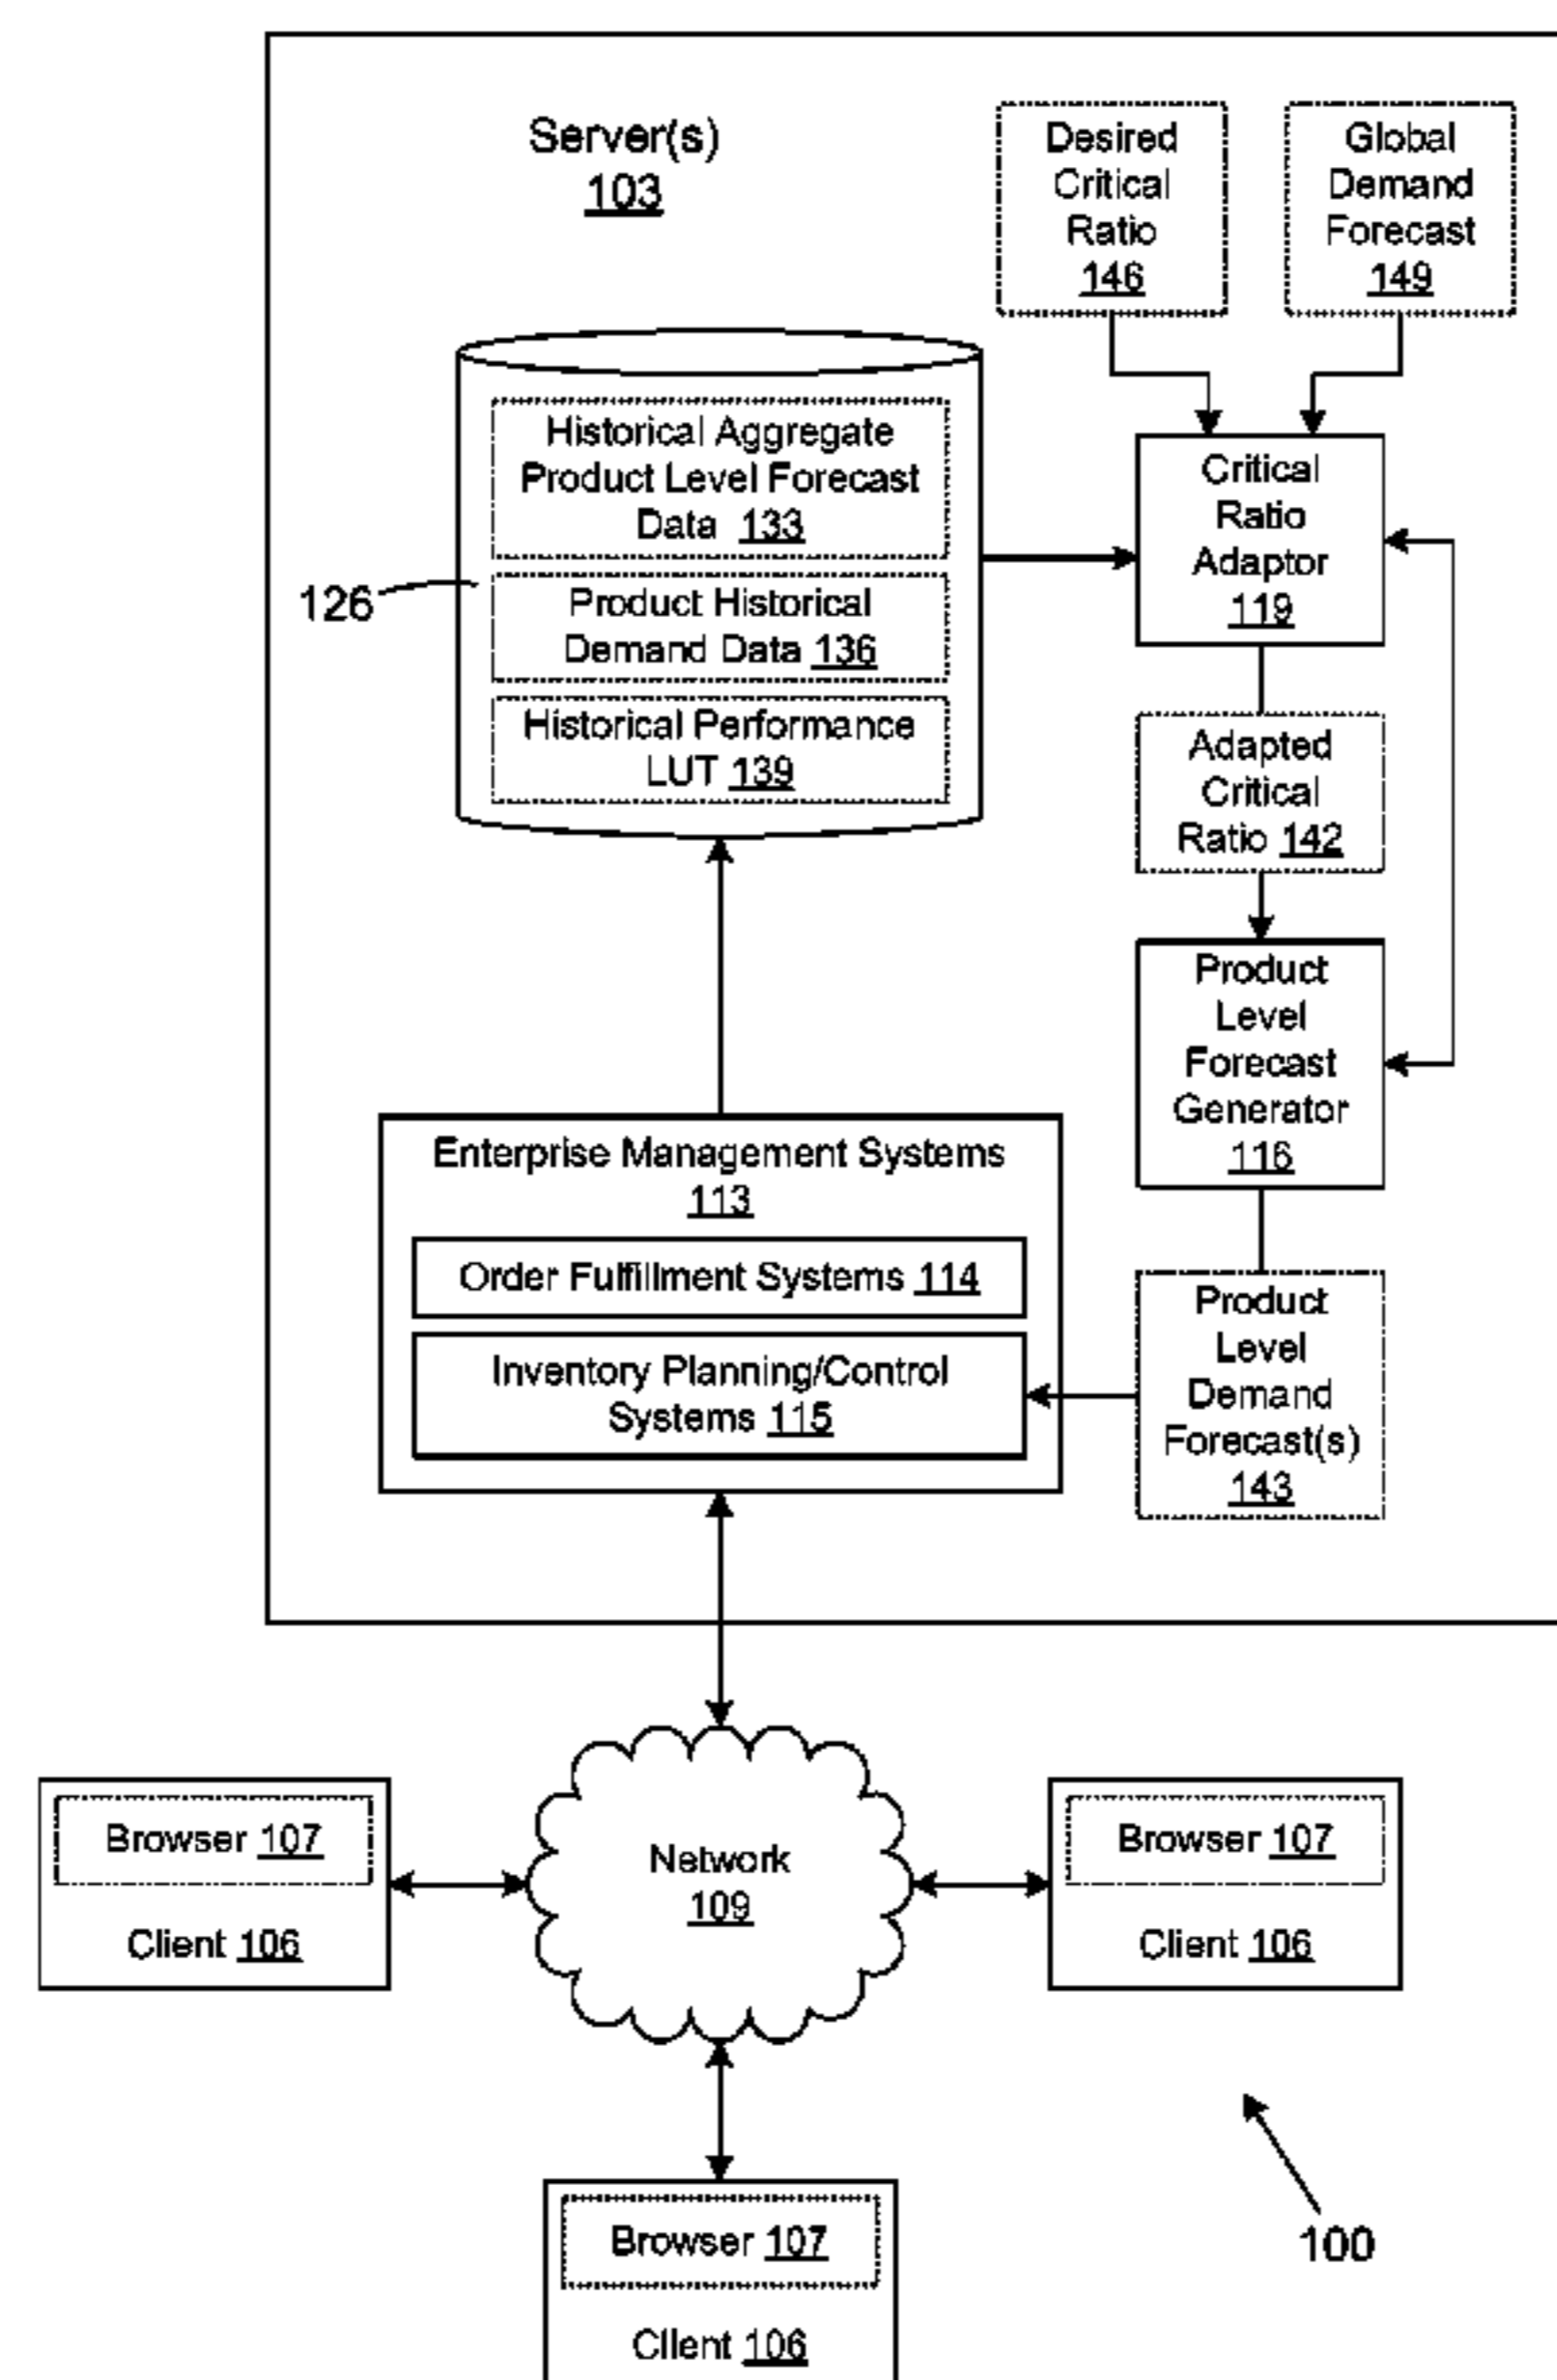 Server(s)
103
Desired
Critical
Ratio
146
Global
Demand
Forecast
149
Historical Aggregate
Product Level Forecast
Data 133
Product Historical
Demand Data 136
Historical Performance
LUT 139
126
Critical
Ratio
Adaptor
119
Adapted
Critical
Ratio 142
Product
Level
Forecast
Generator
116
Enterprise Management Systems
113
Order Fulfillment Systems 114
Inventory Planning/Control
Systems 115
Product
Level
Demand
Forecast(s)
143
Browser 107
Client 106
Network
109
Browser 107
Client 106
Browser 107
Client 106
100